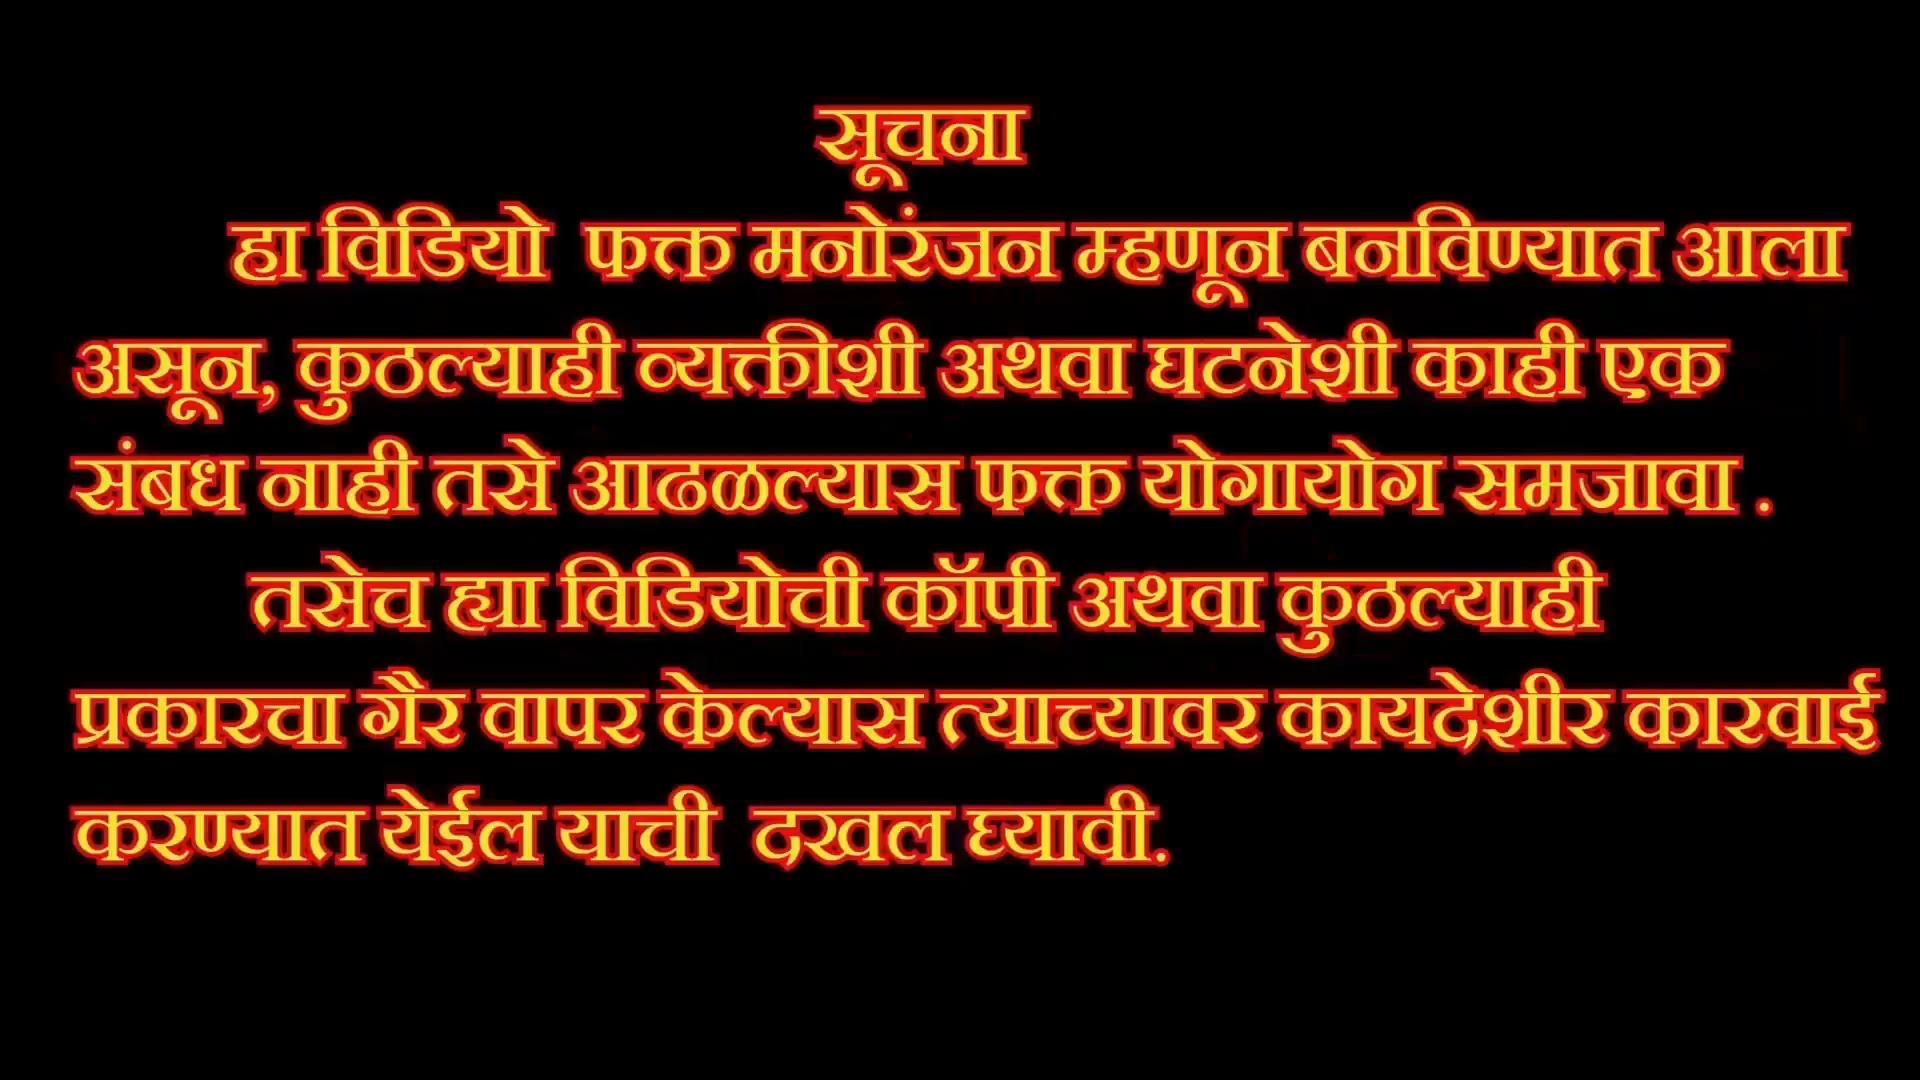 सूचना
हा विडियो फक्त मनोरंजन म्हणून बनविण्यात आला
असून, कुठल्याही व्यक्तीशी अथवा घटनेशी काही एक
संबध नाही तसे आढळल्यास फक्त योगायोग समजावा .
तसेच ह्या विडियोची कॉपी अथवा कुठल्याही
प्रकारचा गैर वापर केल्यास त्याच्यावर कायदेशीर कारवाई
करण्यात येईल याची दखल घ्यावी.